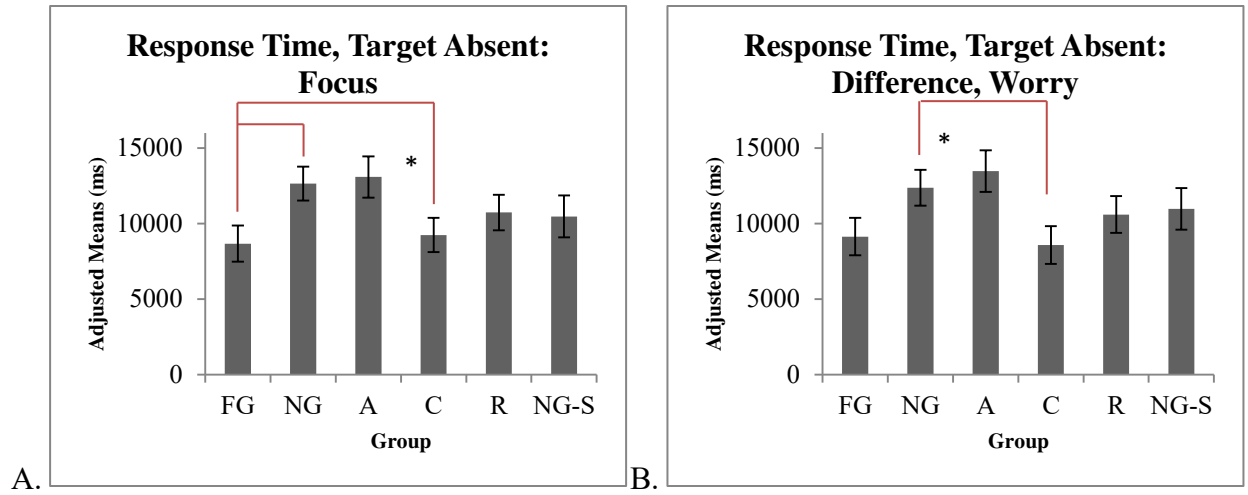 Response Time, Target Absent:
Focus
*
Adjusted Means (ms)
15000
10000
5000
0
FG NG A C R NG-S
Group
A.
Response Time, Target Absent:
Difference, Worry
*
Adjusted Means (ms)
15000
10000
5000
0
FG NG A C R NG-S
Group
B.